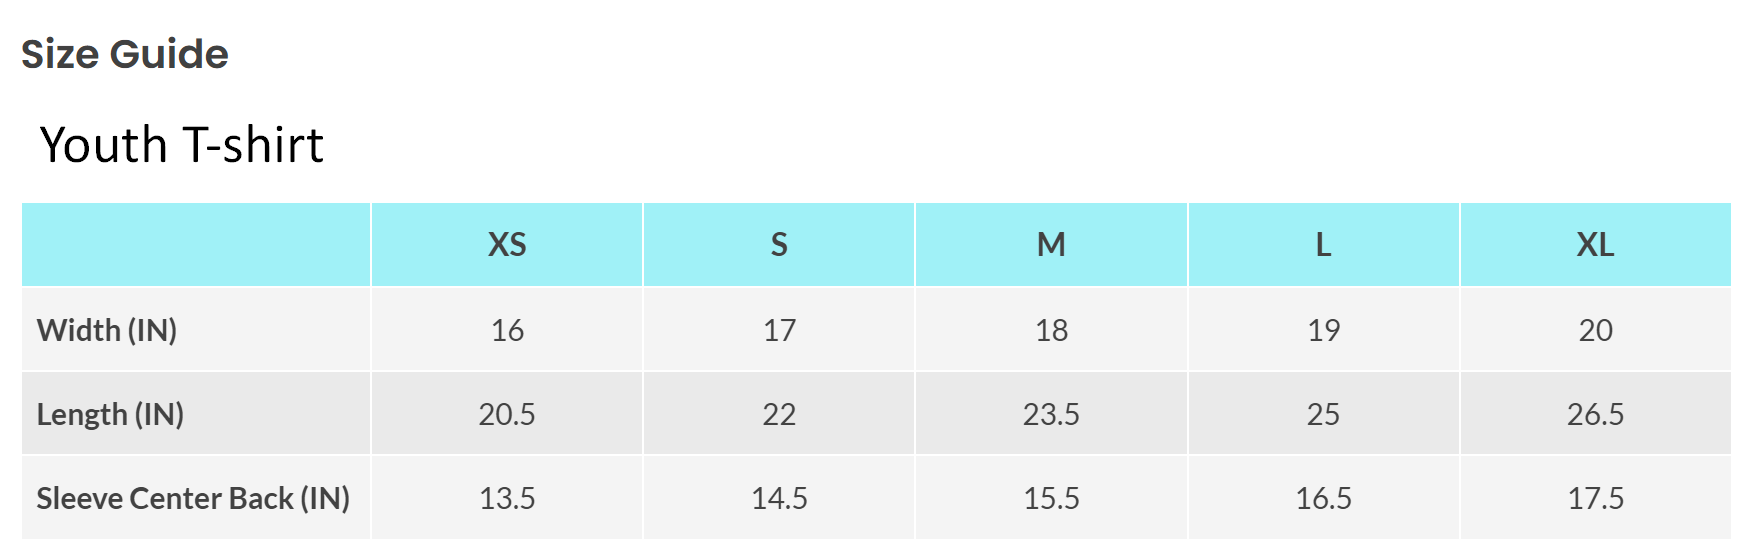 Size Guide
Youth T-shirt
XS S M L XL
Width (IN) 16 17 18 19 20
Length (IN) 20.5 22 23.5 25 26.5
Sleeve Center Back (IN) 13.5 14.5 15.5 16.5 17.5